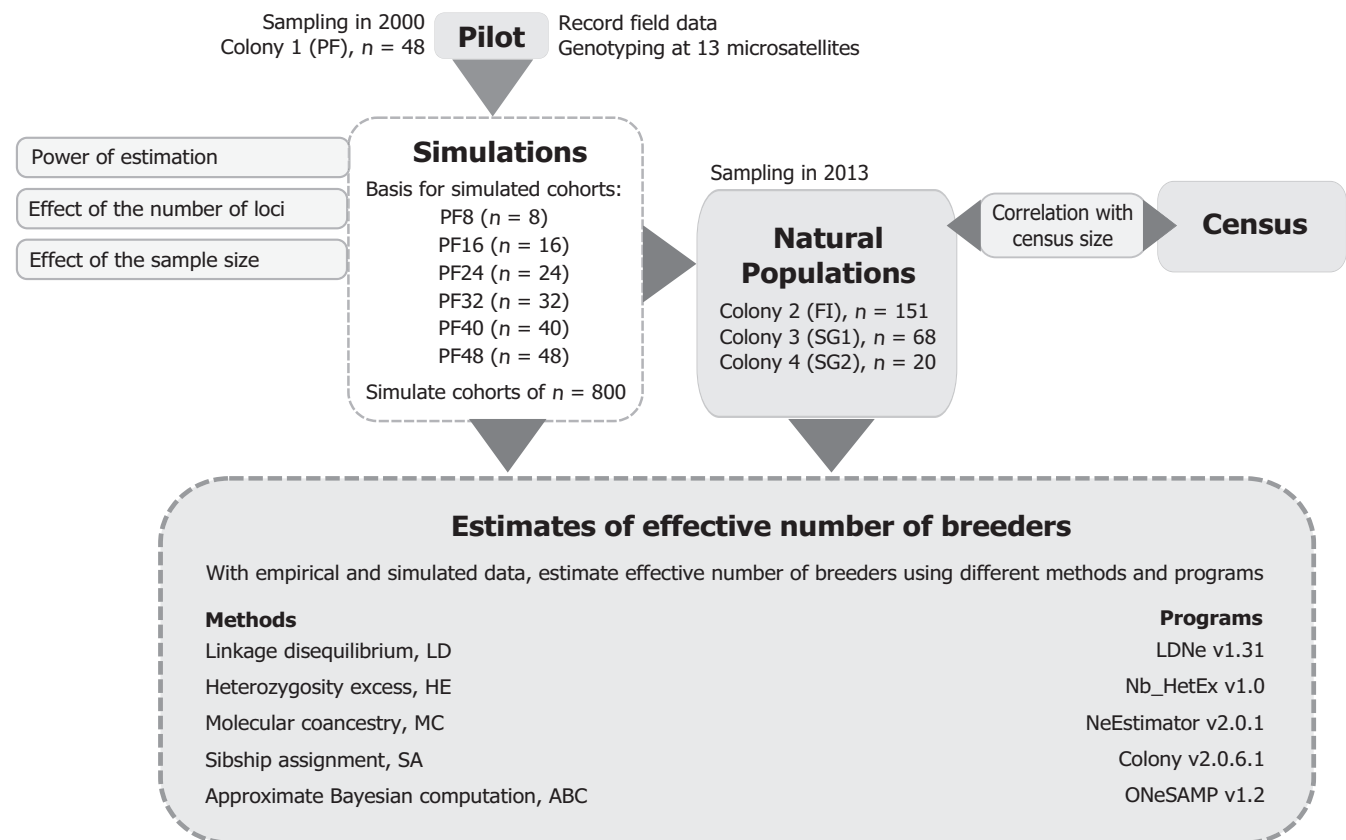 Sampling in 2000
Colony 1 (PF), n = 48
Pilot
Record field data
Genotyping at 13 microsatellites
Power of estimation
Effect of the number of loci
Effect of the sample size
Simulations
Basis for simulated cohorts:
PF8 (n = 8)
PF16 (n = 16)
PF24 (n = 24)
PF32 (n = 32)
PF40 (n = 40)
PF48 (n = 48)
Simulate cohorts of n = 800
Sampling in 2013
Natural
Populations
Colony 2 (FI), n = 151
Colony 3 (SG1), n = 68
Colony 4 (SG2), n = 20
Correlation with
census size
Census
Estimates of effective number of breeders
With empirical and simulated data, estimate effective number of breeders using different methods and programs
Methods Programs
Linkage disequilibrium, LD LDNe v1.31
Heterozygosity excess, HE Nb_HetEx v1.0
Molecular coancestry, MC NeEstimator v2.0.1
Sibship assignment, SA Colony v2.0.6.1
Approximate Bayesian computation, ABC ONeSAMP v1.2